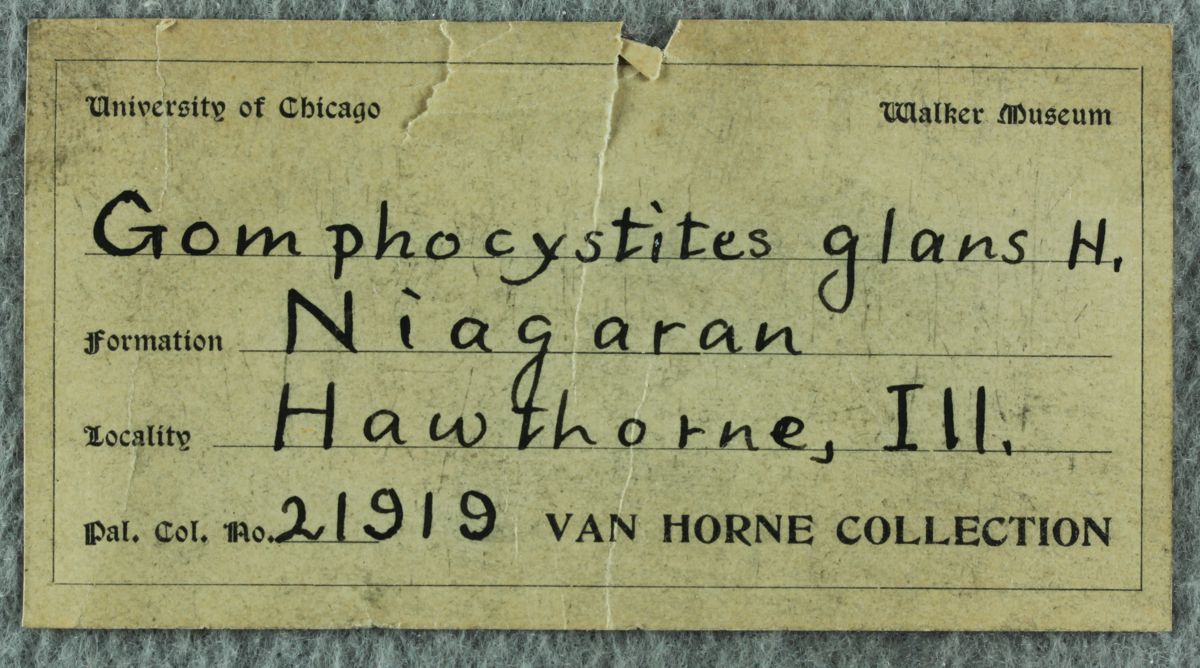 University of Chicago Walker Museum
Gomphocystites glans H.
Formation Niagaran
Locality Hawthorne, Ill.
Pal. Col. No. 21919 VAN HORNE COLLECTION